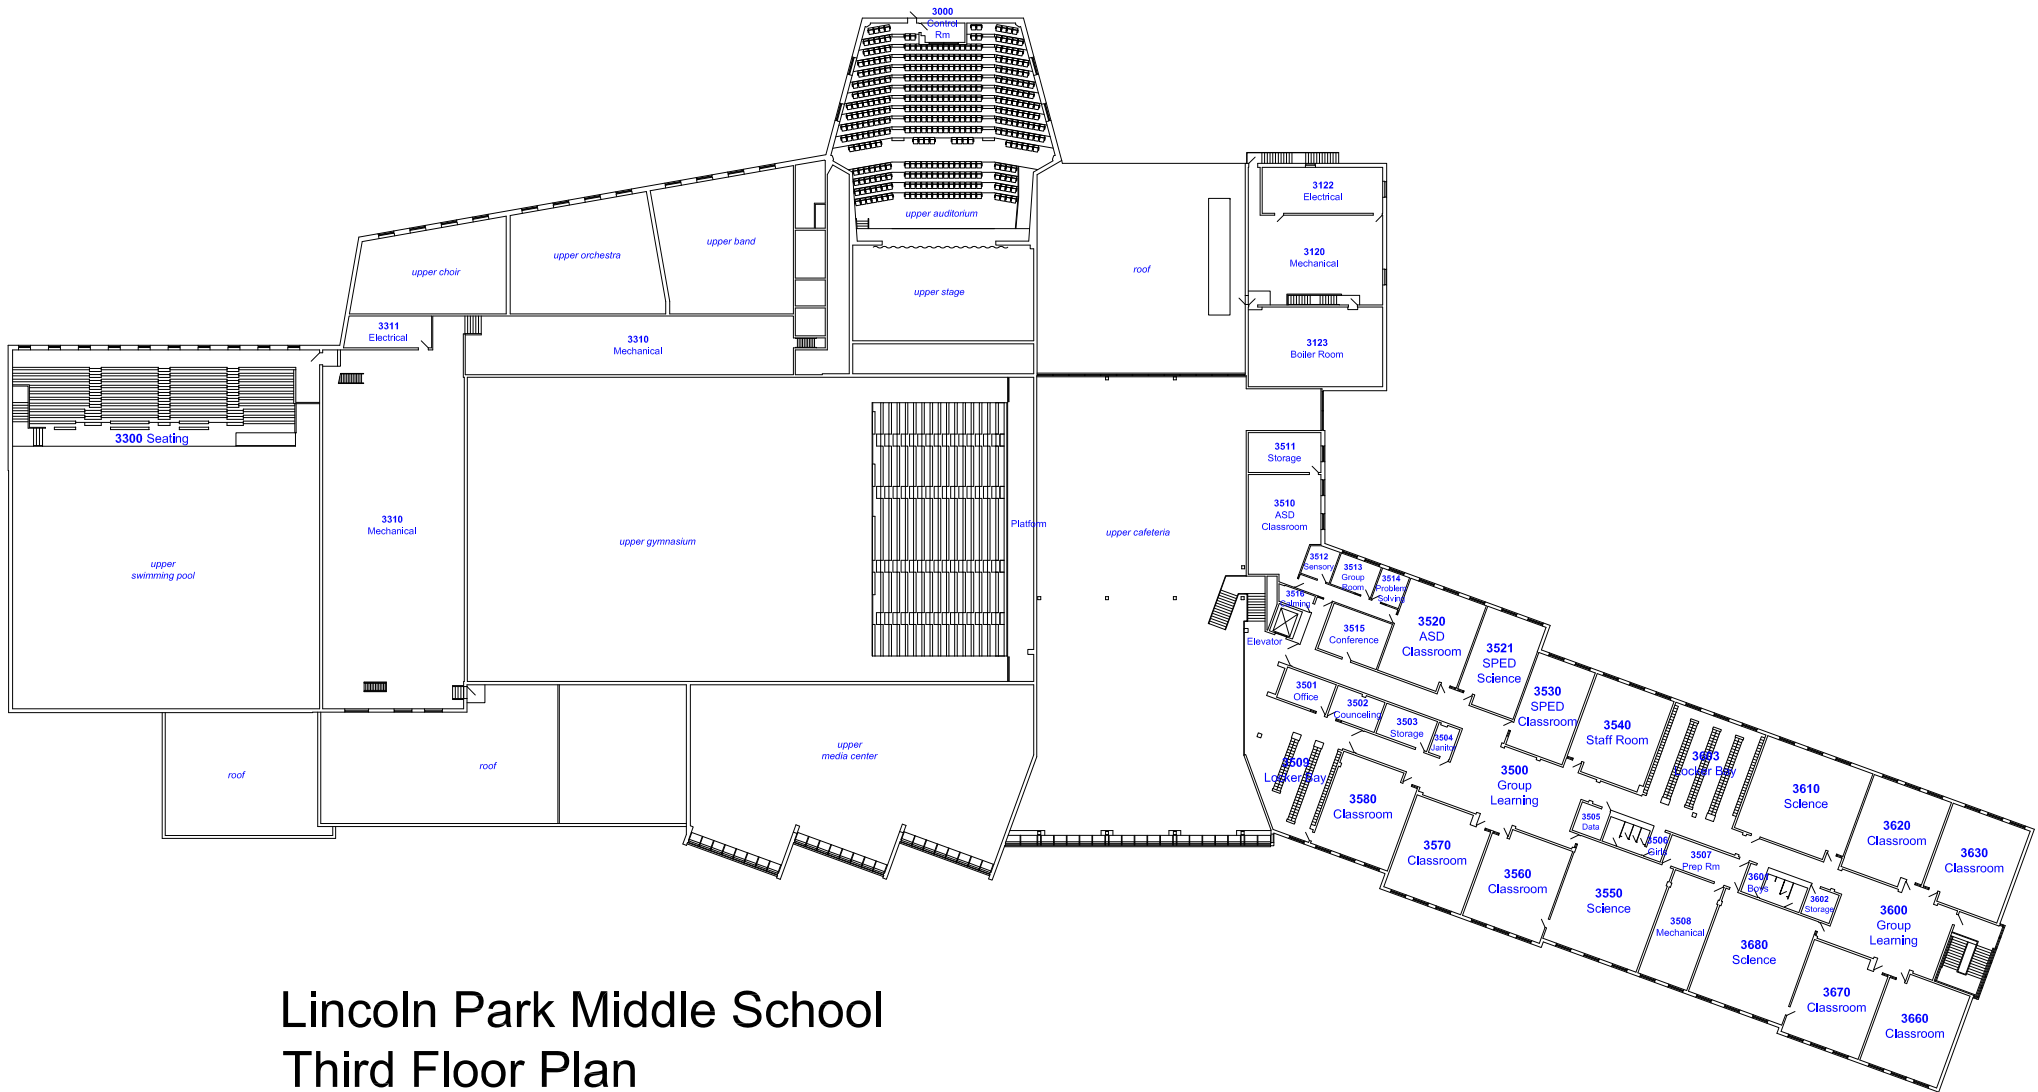 3000
Control
Rm
upper auditorium
3122
Electrical
3120
Mechanical
3123
Boiler Room
roof
upper stage
upper band
upper orchestra
upper choir
3311
Electrical
3310
Mechanical
3300 Seating
upper
swimming pool
3310
Mechanical
upper gymnasium
Platform
upper cafeteria
3511
Storage
3510
ASD
Classroom
3512
Sensory
3513
Group
Room
3514
Problem
Solving
3516
Calming
3515
Conference
Elevator
3520
ASD
Classroom
3521
SPED
Science
3530
SPED
Classroom
3540
Staff Room
3501
Office
3502
Counceling
3503
Storage
3504
Janitor
3509
Locker Bay
3500
Group
Learning
3603
Locker Bay
3580
Classroom
3570
Classroom
3560
Classroom
3550
Science
3505
Data
3506
Girls
3507
Prep Rm
3508
Mechanical
3601
Boys
3602
Storage
3610
Science
3620
Classroom
3630
Classroom
3600
Group
Learning
3680
Science
3670
Classroom
3660
Classroom
upper
media center
roof
roof
Lincoln Park Middle School
Third Floor Plan